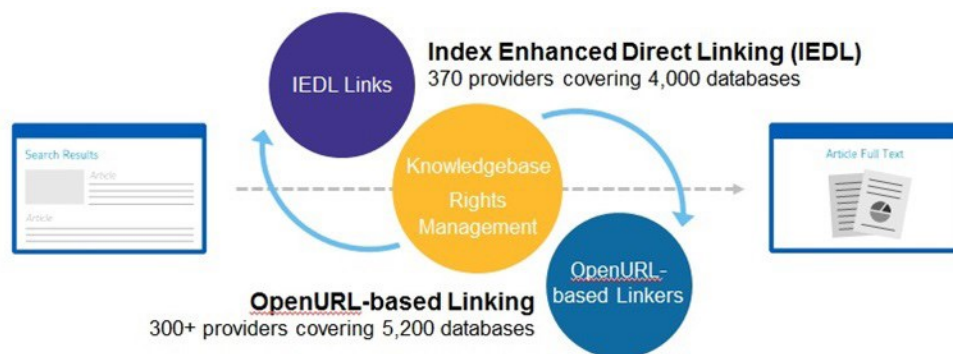 Index Enhanced Direct Linking (IEDL)
370 providers covering 4,000 databases
IEDL Links
Search Results
Article
Article
Knowledgebase
Rights
Management
Article Full Text
OpenURL-
based Linkers
OpenURL-based Linking
300+ providers covering 5,200 databases